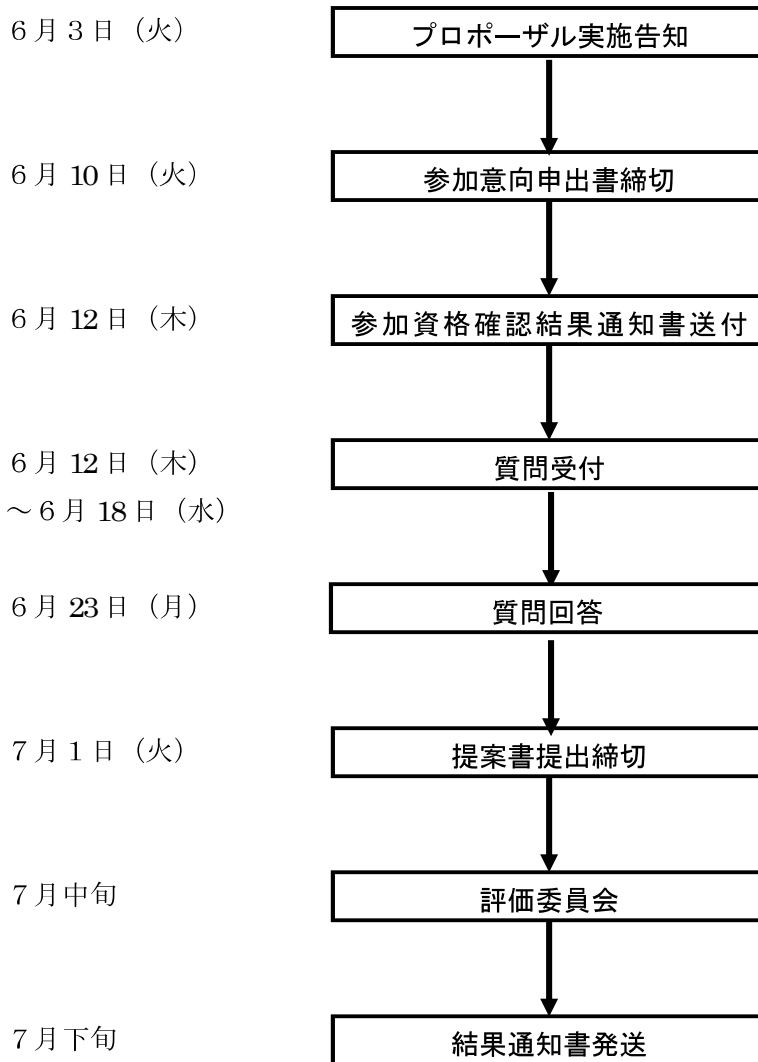 ６月３日（火）
プロポーザル実施告知
６月10日（火）
参加意向申出書締切
６月12日（木）
参加資格確認結果通知書送付
６月12日（木）
～６月18日（水）
質問受付
６月23日（月）
質問回答
７月１日（火）
提案書提出締切
７月中旬
評価委員会
７月下旬
結果通知書発送